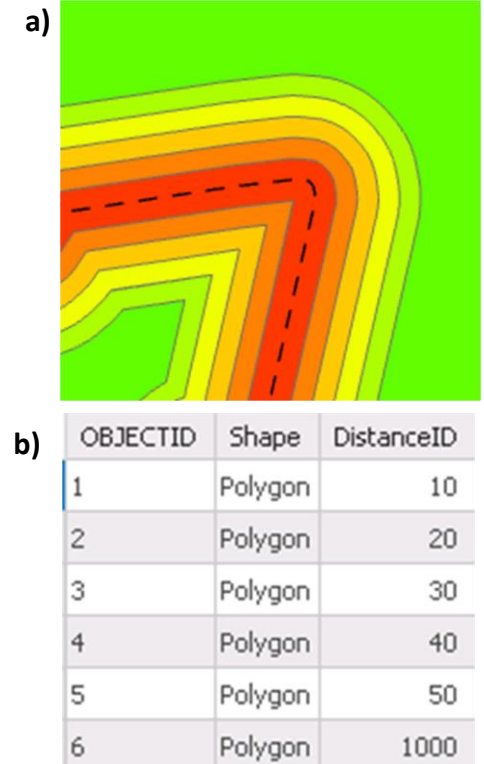 a)
b)
OBJECTID Shape DistanceID
1 Polygon 10
2 Polygon 20
3 Polygon 30
4 Polygon 40
5 Polygon 50
6 Polygon 1000